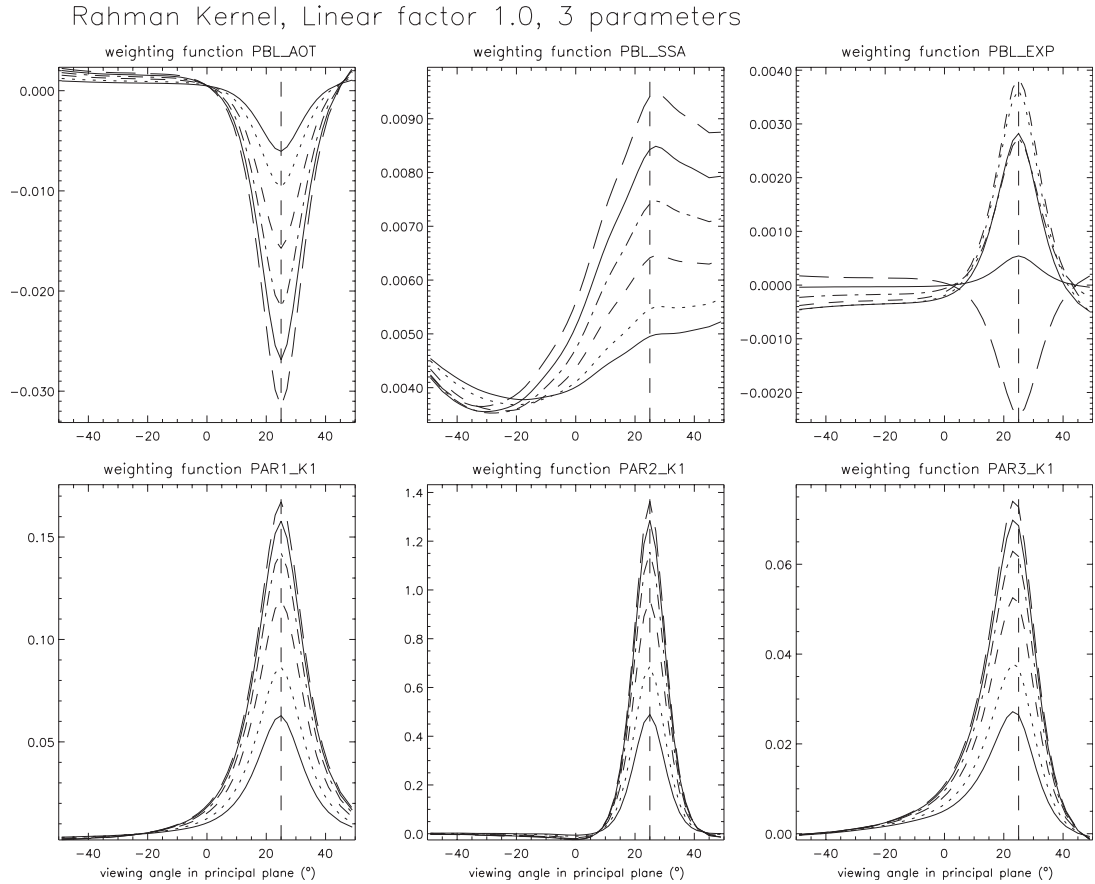 Rahman Kernel, Linear factor 1.0, 3 parameters
weighting function PBL_AOT
weighting function PBL_SSA
weighting function PBL_EXP
0.000
-0.010
-0.020
-0.030
-40 -20 0 20 40
0.0090
0.0080
0.0070
0.0060
0.0050
0.0040
-40 -20 0 20 40
0.0040
0.0030
0.0020
0.0010
0.0000
-0.0010
-0.0020
-40 -20 0 20 40
weighting function PAR1_K1
weighting function PAR2_K1
weighting function PAR3_K1
0.15
0.10
0.05
-40 -20 0 20 40
viewing angle in principal plane (°)
1.4
1.2
1.0
0.8
0.6
0.4
0.2
0.0
-40 -20 0 20 40
viewing angle in principal plane (°)
0.06
0.04
0.02
0.00
-40 -20 0 20 40
viewing angle in principal plane (°)